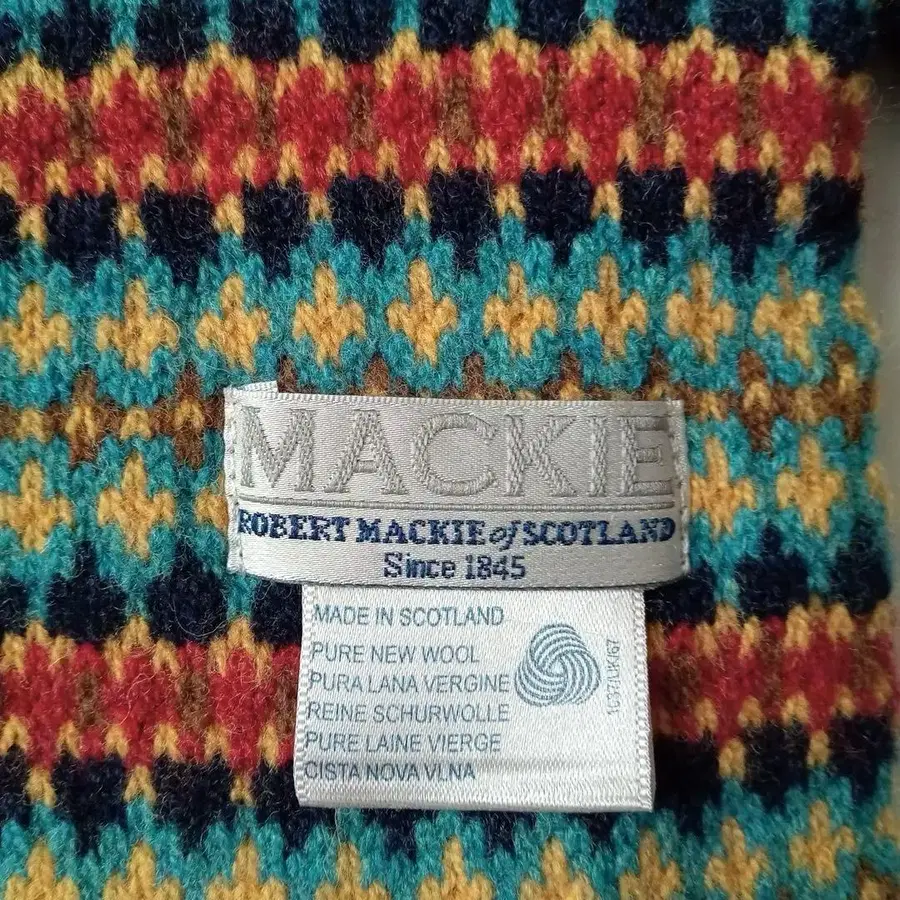 MACKIE
ROBERT MACKIE of SCOTLAND
Since 1845
MADE IN SCOTLAND
PURE NEW WOOL
PURA LANA VERGINE
REINE SCHURWOLLE
PURE LAINE VIERGE
CISTA NOVA VLNA